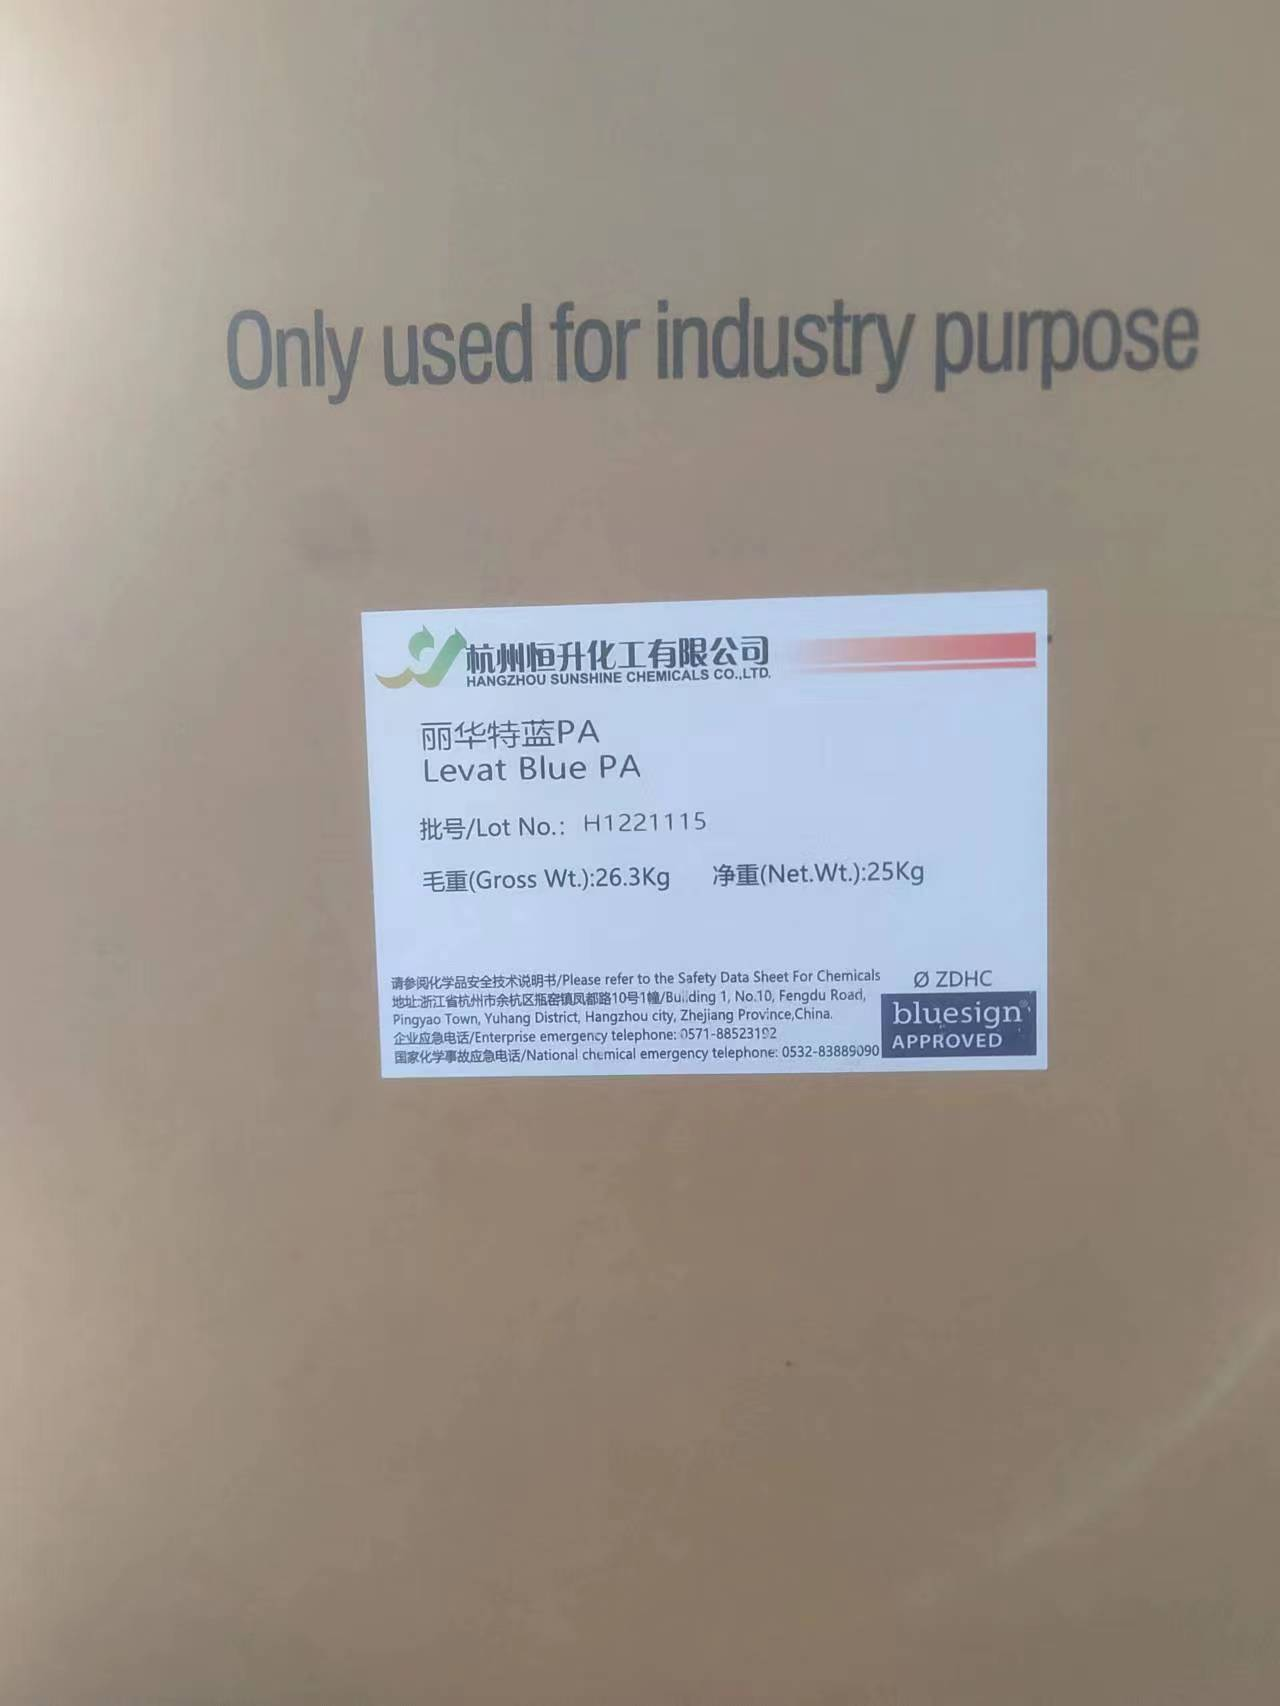 Only used for industry purpose
杭州恒升化工有限公司
HANGZHOU SUNSHINE CHEMICALS CO.,LTD.
丽华特蓝PA
Levat Blue PA
批号/Lot No.: H1221115
毛重(Gross Wt.):26.3Kg 净重(Net.Wt.):25Kg
请参阅化学品安全技术说明书/Please refer to the Safety Data Sheet For Chemicals
地址:浙江省杭州市余杭区瓶窑镇凤都路10号1幢/Building 1, No.10, Fengdu Road,
Pingyao Town, Yuhang District, Hangzhou city, Zhejiang Province,China.
企业应急电话/Enterprise emergency telephone: 0571-88523192
国家化学事故应急电话/National chemical emergency telephone: 0532-83889090
Ø ZDHC
bluesign®
APPROVED